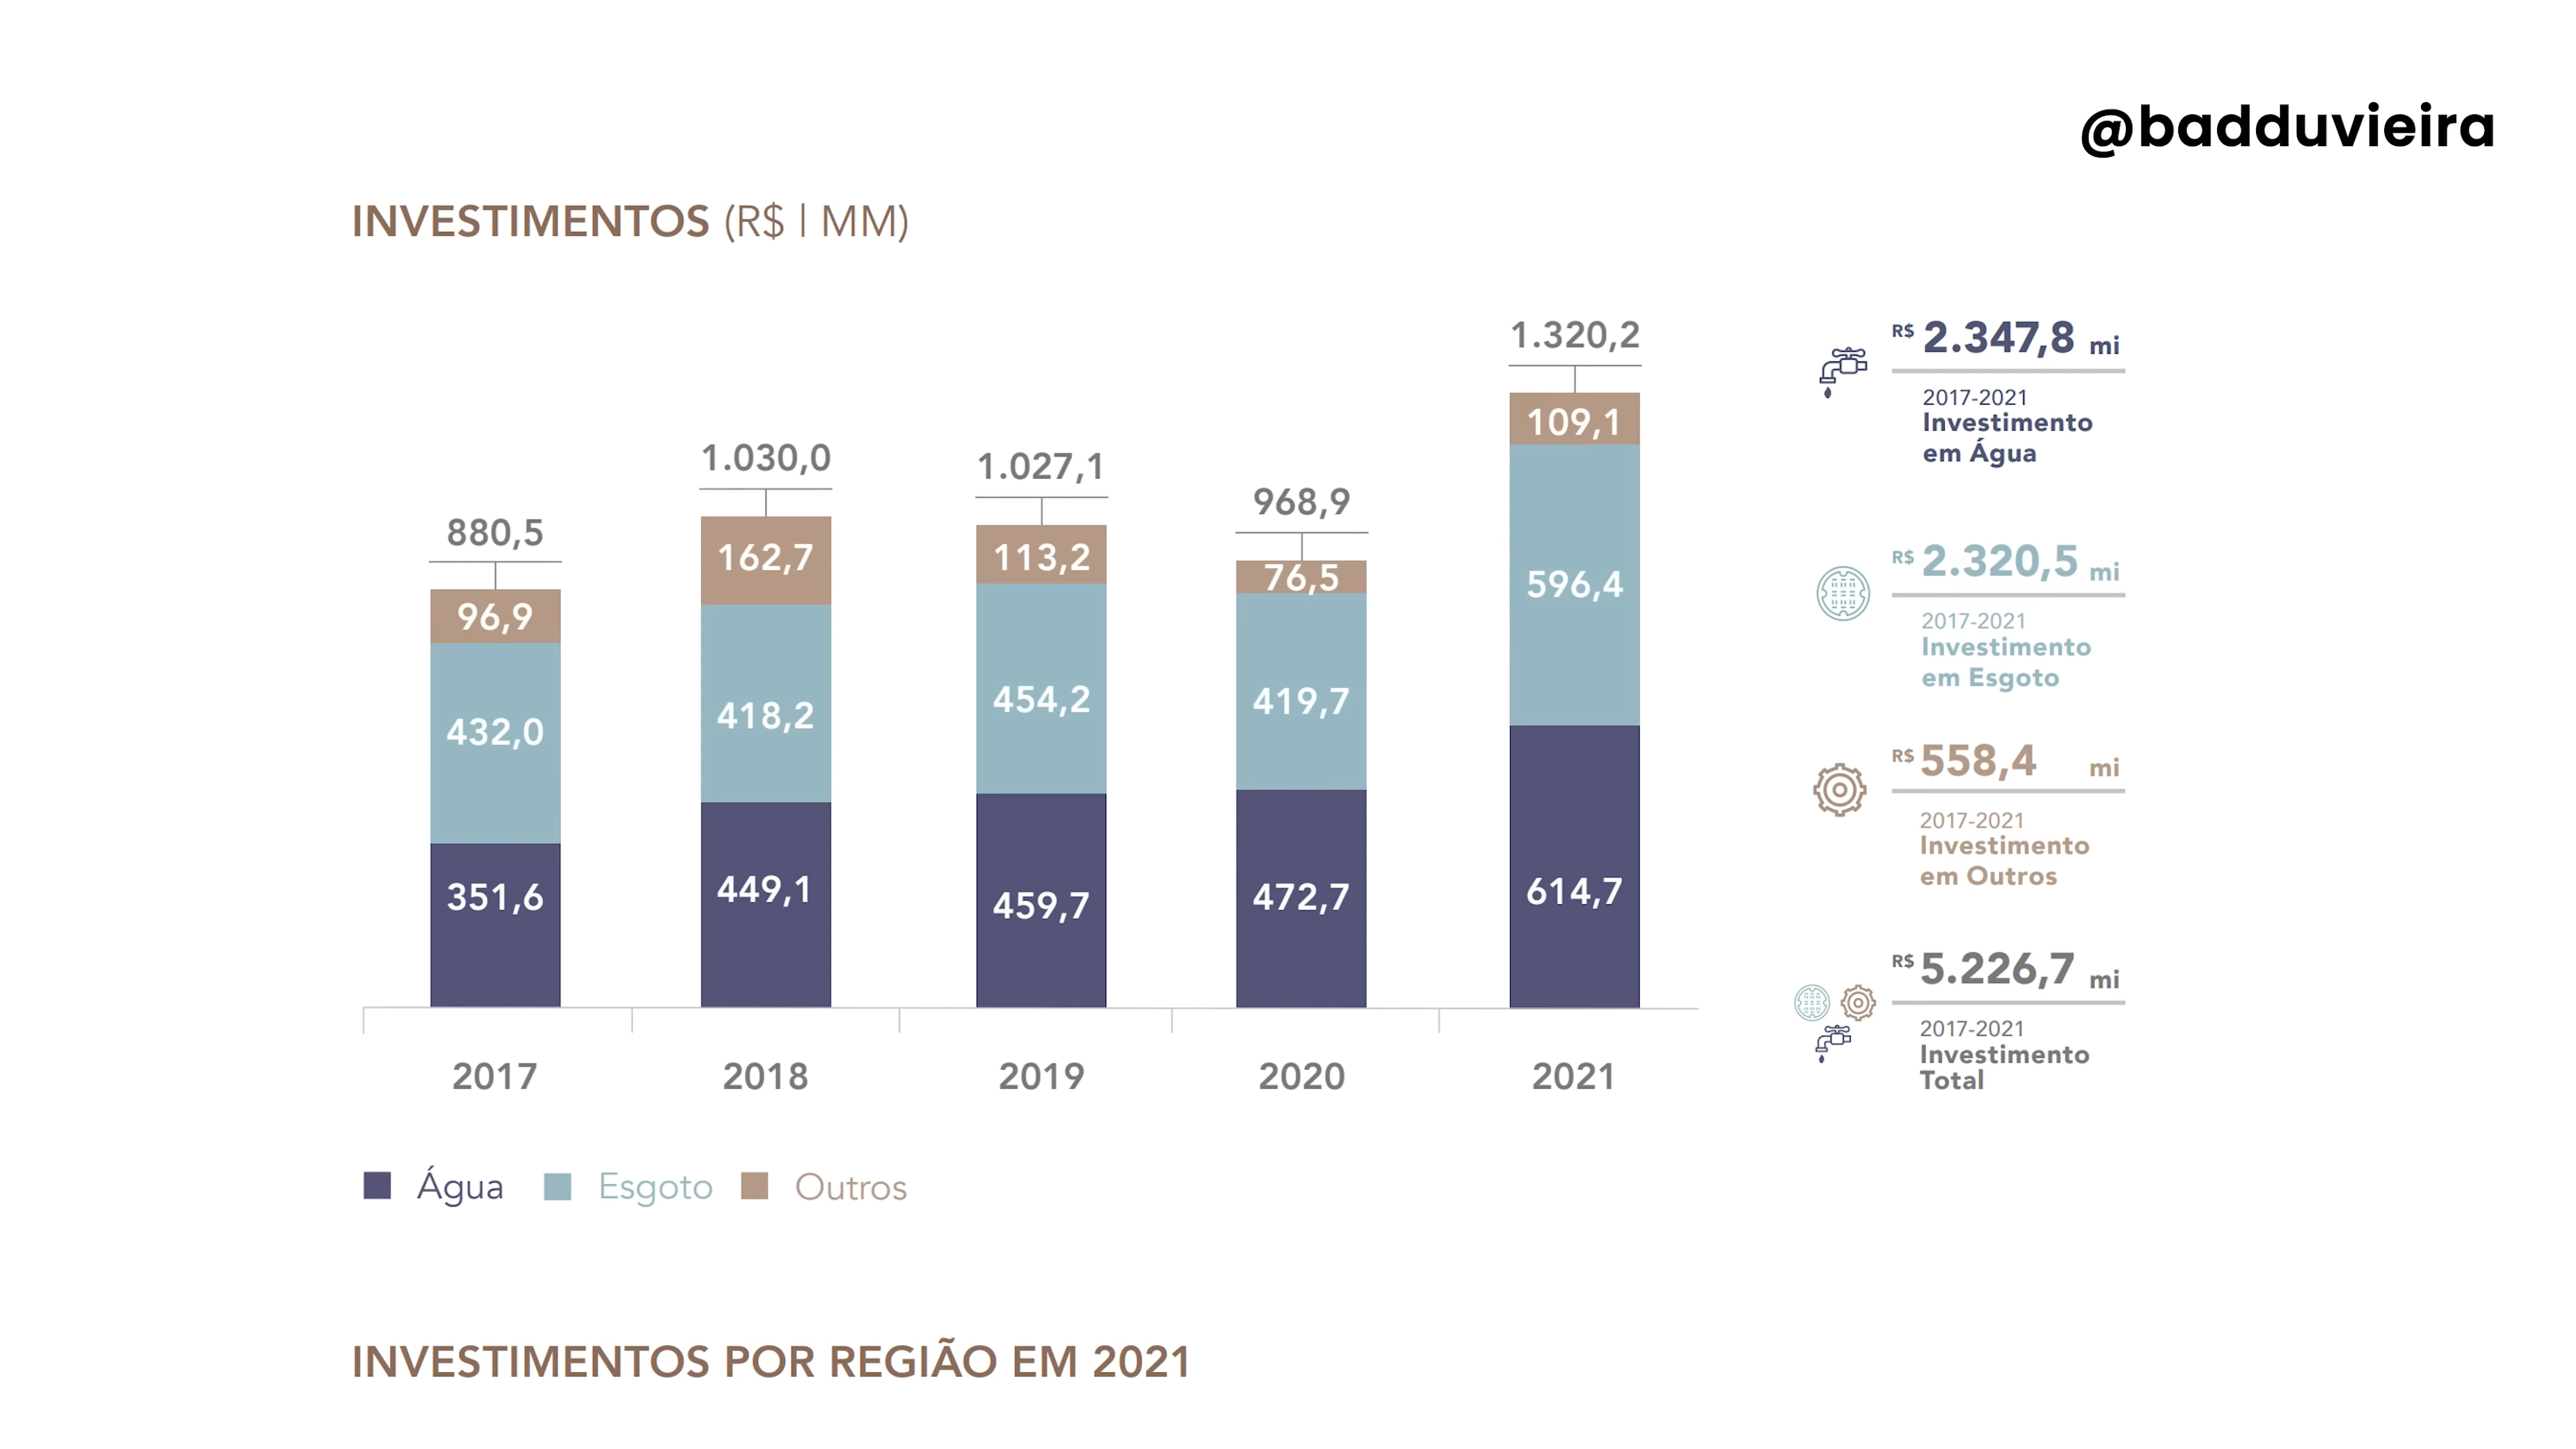 @badduvieira
INVESTIMENTOS (R$ | MM)
880,5
96,9
432,0
351,6
1.030,0
162,7
418,2
449,1
1.027,1
113,2
454,2
459,7
968,9
76,5
419,7
472,7
1.320,2
109,1
596,4
614,7
2017 2018 2019 2020 2021
Água Esgoto Outros
R$ 2.347,8 mi
2017-2021
Investimento
em Água
R$ 2.320,5 mi
2017-2021
Investimento
em Esgoto
R$ 558,4 mi
2017-2021
Investimento
em Outros
R$ 5.226,7 mi
2017-2021
Investimento
Total
INVESTIMENTOS POR REGIÃO EM 2021